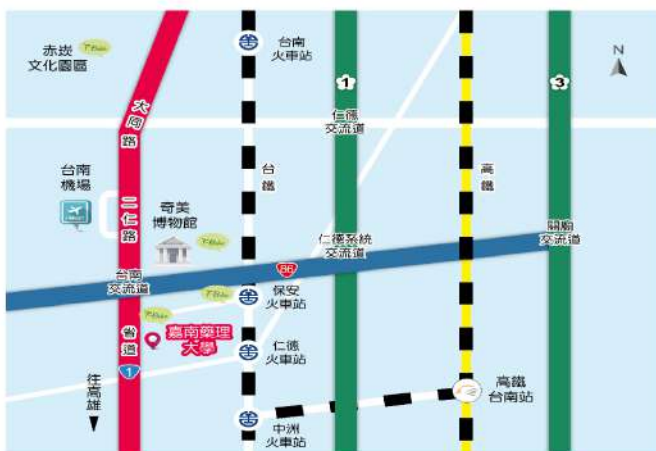 赤崁
文化園區
台南
火車站
N
1
3
大同路
仁德
交流道
台南
機場
台鐵
高鐵
二仁路
奇美
博物館
仁德系統
交流道
關廟
交流道
86
台南
交流道
保安
火車站
省道
嘉南藥理
大學
仁德
火車站
1
往高雄
高鐵
台南站
中洲
火車站